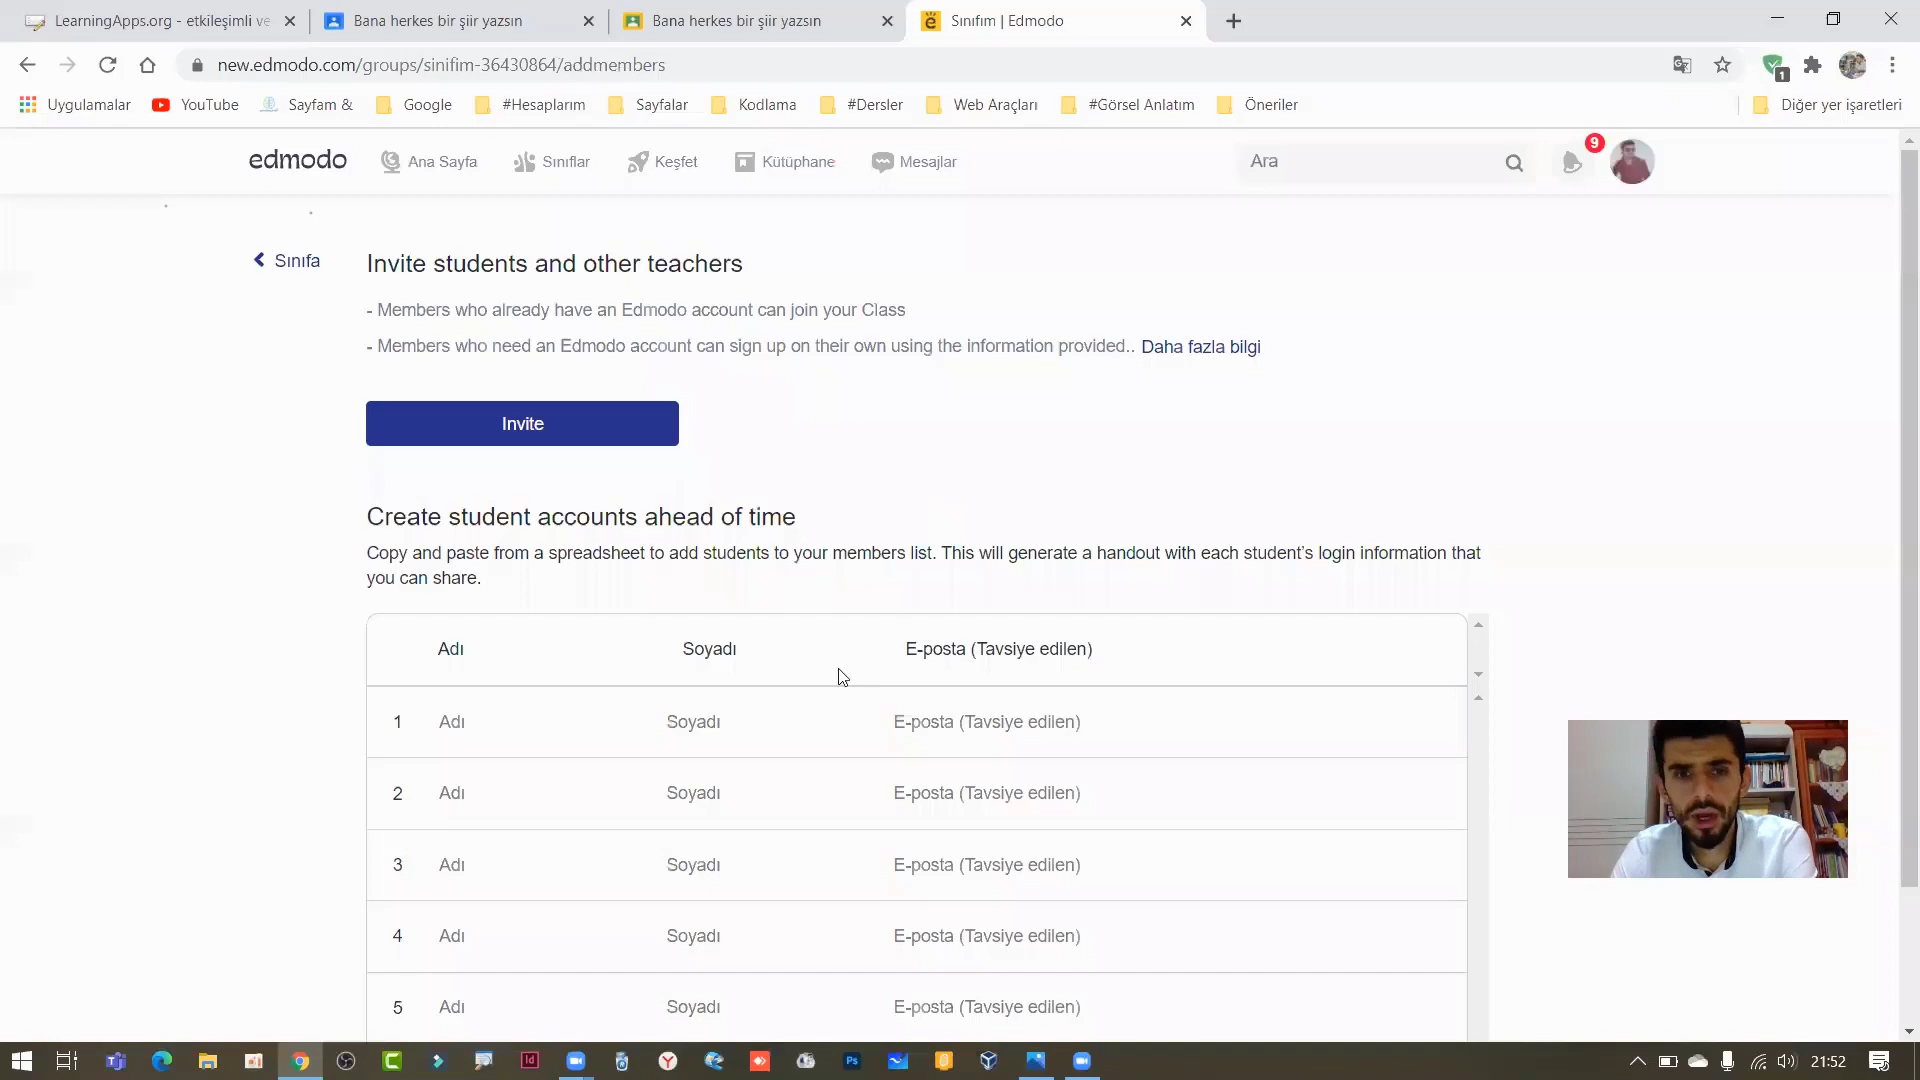 LearningApps.org - etkileşimli ve
Bana herkes bir şiir yazsın
Bana herkes bir şiir yazsın
Sınıfım | Edmodo
new.edmodo.com/groups/sinifim-36430864/addmembers
1
Uygulamalar
YouTube
Sayfam &
Google
#Hesaplarım
Sayfalar
Kodlama
#Dersler
Web Araçları
#Görsel Anlatım
Öneriler
Diğer yer işaretleri
edmodo
Ana Sayfa
Sınıflar
Keşfet
Kütüphane
Mesajlar
Ara
9
Sınıfa
Invite students and other teachers
- Members who already have an Edmodo account can join your Class
- Members who need an Edmodo account can sign up on their own using the information provided.. Daha fazla bilgi
Invite
Create student accounts ahead of time
Copy and paste from a spreadsheet to add students to your members list. This will generate a handout with each student’s login information that
you can share.
Adı Soyadı E-posta (Tavsiye edilen)
1 Adı Soyadı E-posta (Tavsiye edilen)
2 Adı Soyadı E-posta (Tavsiye edilen)
3 Adı Soyadı E-posta (Tavsiye edilen)
4 Adı Soyadı E-posta (Tavsiye edilen)
5 Adı Soyadı E-posta (Tavsiye edilen)
21:52